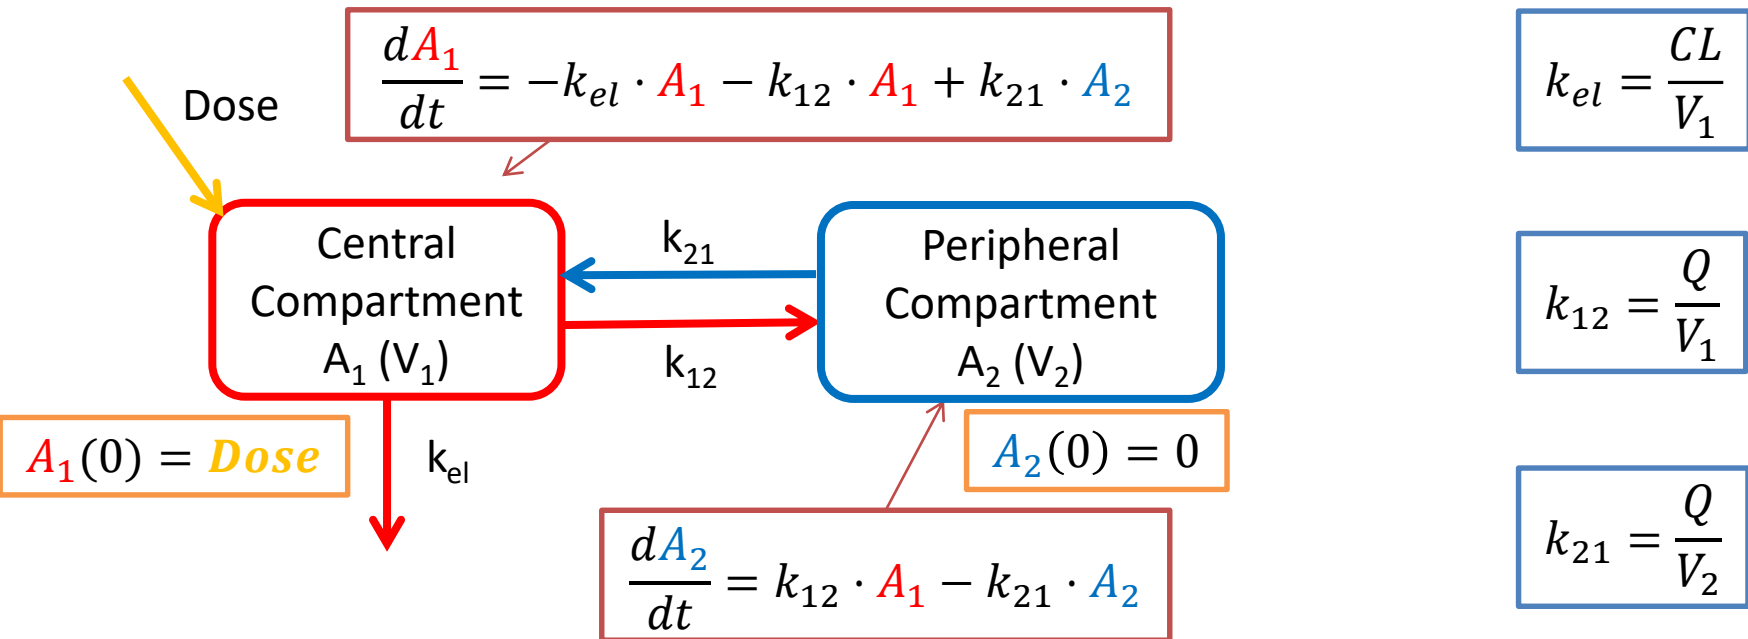 dA₁/dt = −kₑₗ · A₁ − k₁₂ · A₁ + k₂₁ · A₂
kₑₗ = CL/V₁
Dose
Central
Compartment
A₁ (V₁)
k₂₁
k₁₂
Peripheral
Compartment
A₂ (V₂)
k₁₂ = Q/V₁
A₁(0) = Dose
kₑₗ
A₂(0) = 0
dA₂/dt = k₁₂ · A₁ − k₂₁ · A₂
k₂₁ = Q/V₂